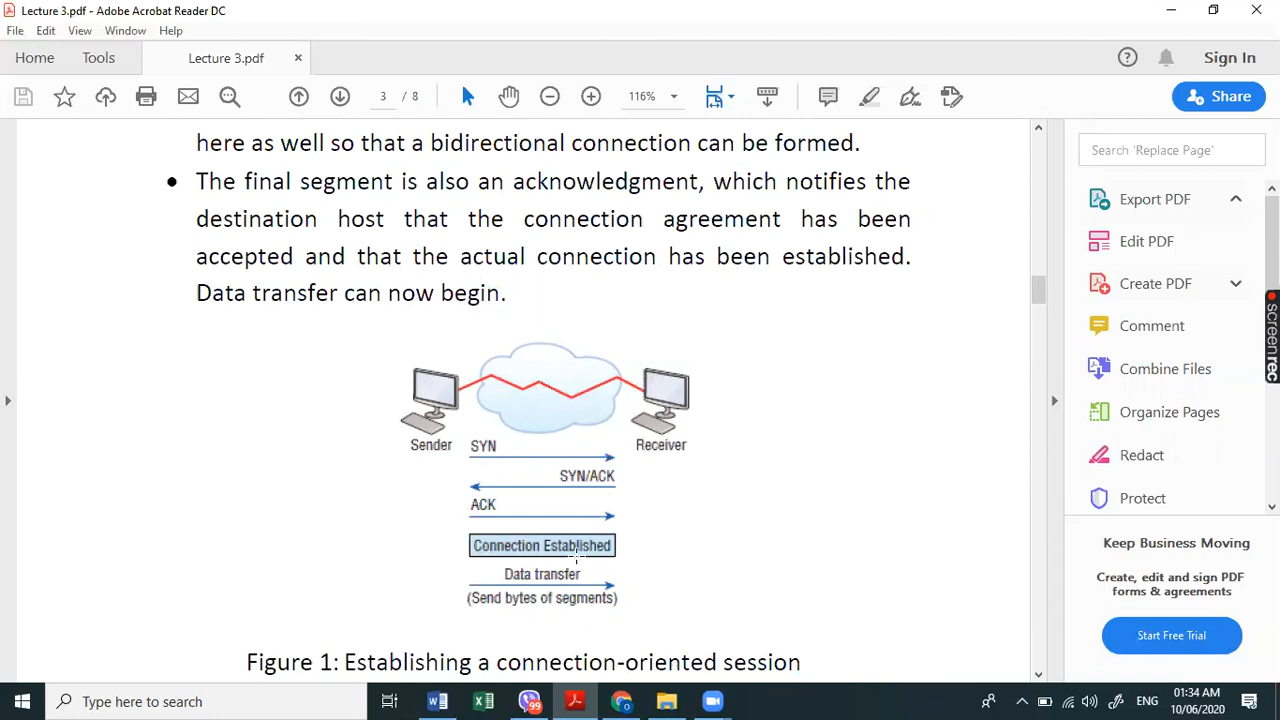 Lecture 3.pdf - Adobe Acrobat Reader DC
File Edit View Window Help
Home Tools Lecture 3.pdf × Sign In
3 / 8 116% Share
here as well so that a bidirectional connection can be formed.
• The final segment is also an acknowledgment, which notifies the
destination host that the connection agreement has been
accepted and that the actual connection has been established.
Data transfer can now begin.
Sender Receiver
SYN
SYN/ACK
ACK
Connection Established
Data transfer
(Send bytes of segments)
Figure 1: Establishing a connection-oriented session
Search 'Replace Page'
Export PDF
Edit PDF
Create PDF
Comment
Combine Files
Organize Pages
Redact
Protect
Keep Business Moving
Create, edit and sign PDF
forms & agreements
Start Free Trial
screenrec
Type here to search
99
ENG
01:34 AM
10/06/2020